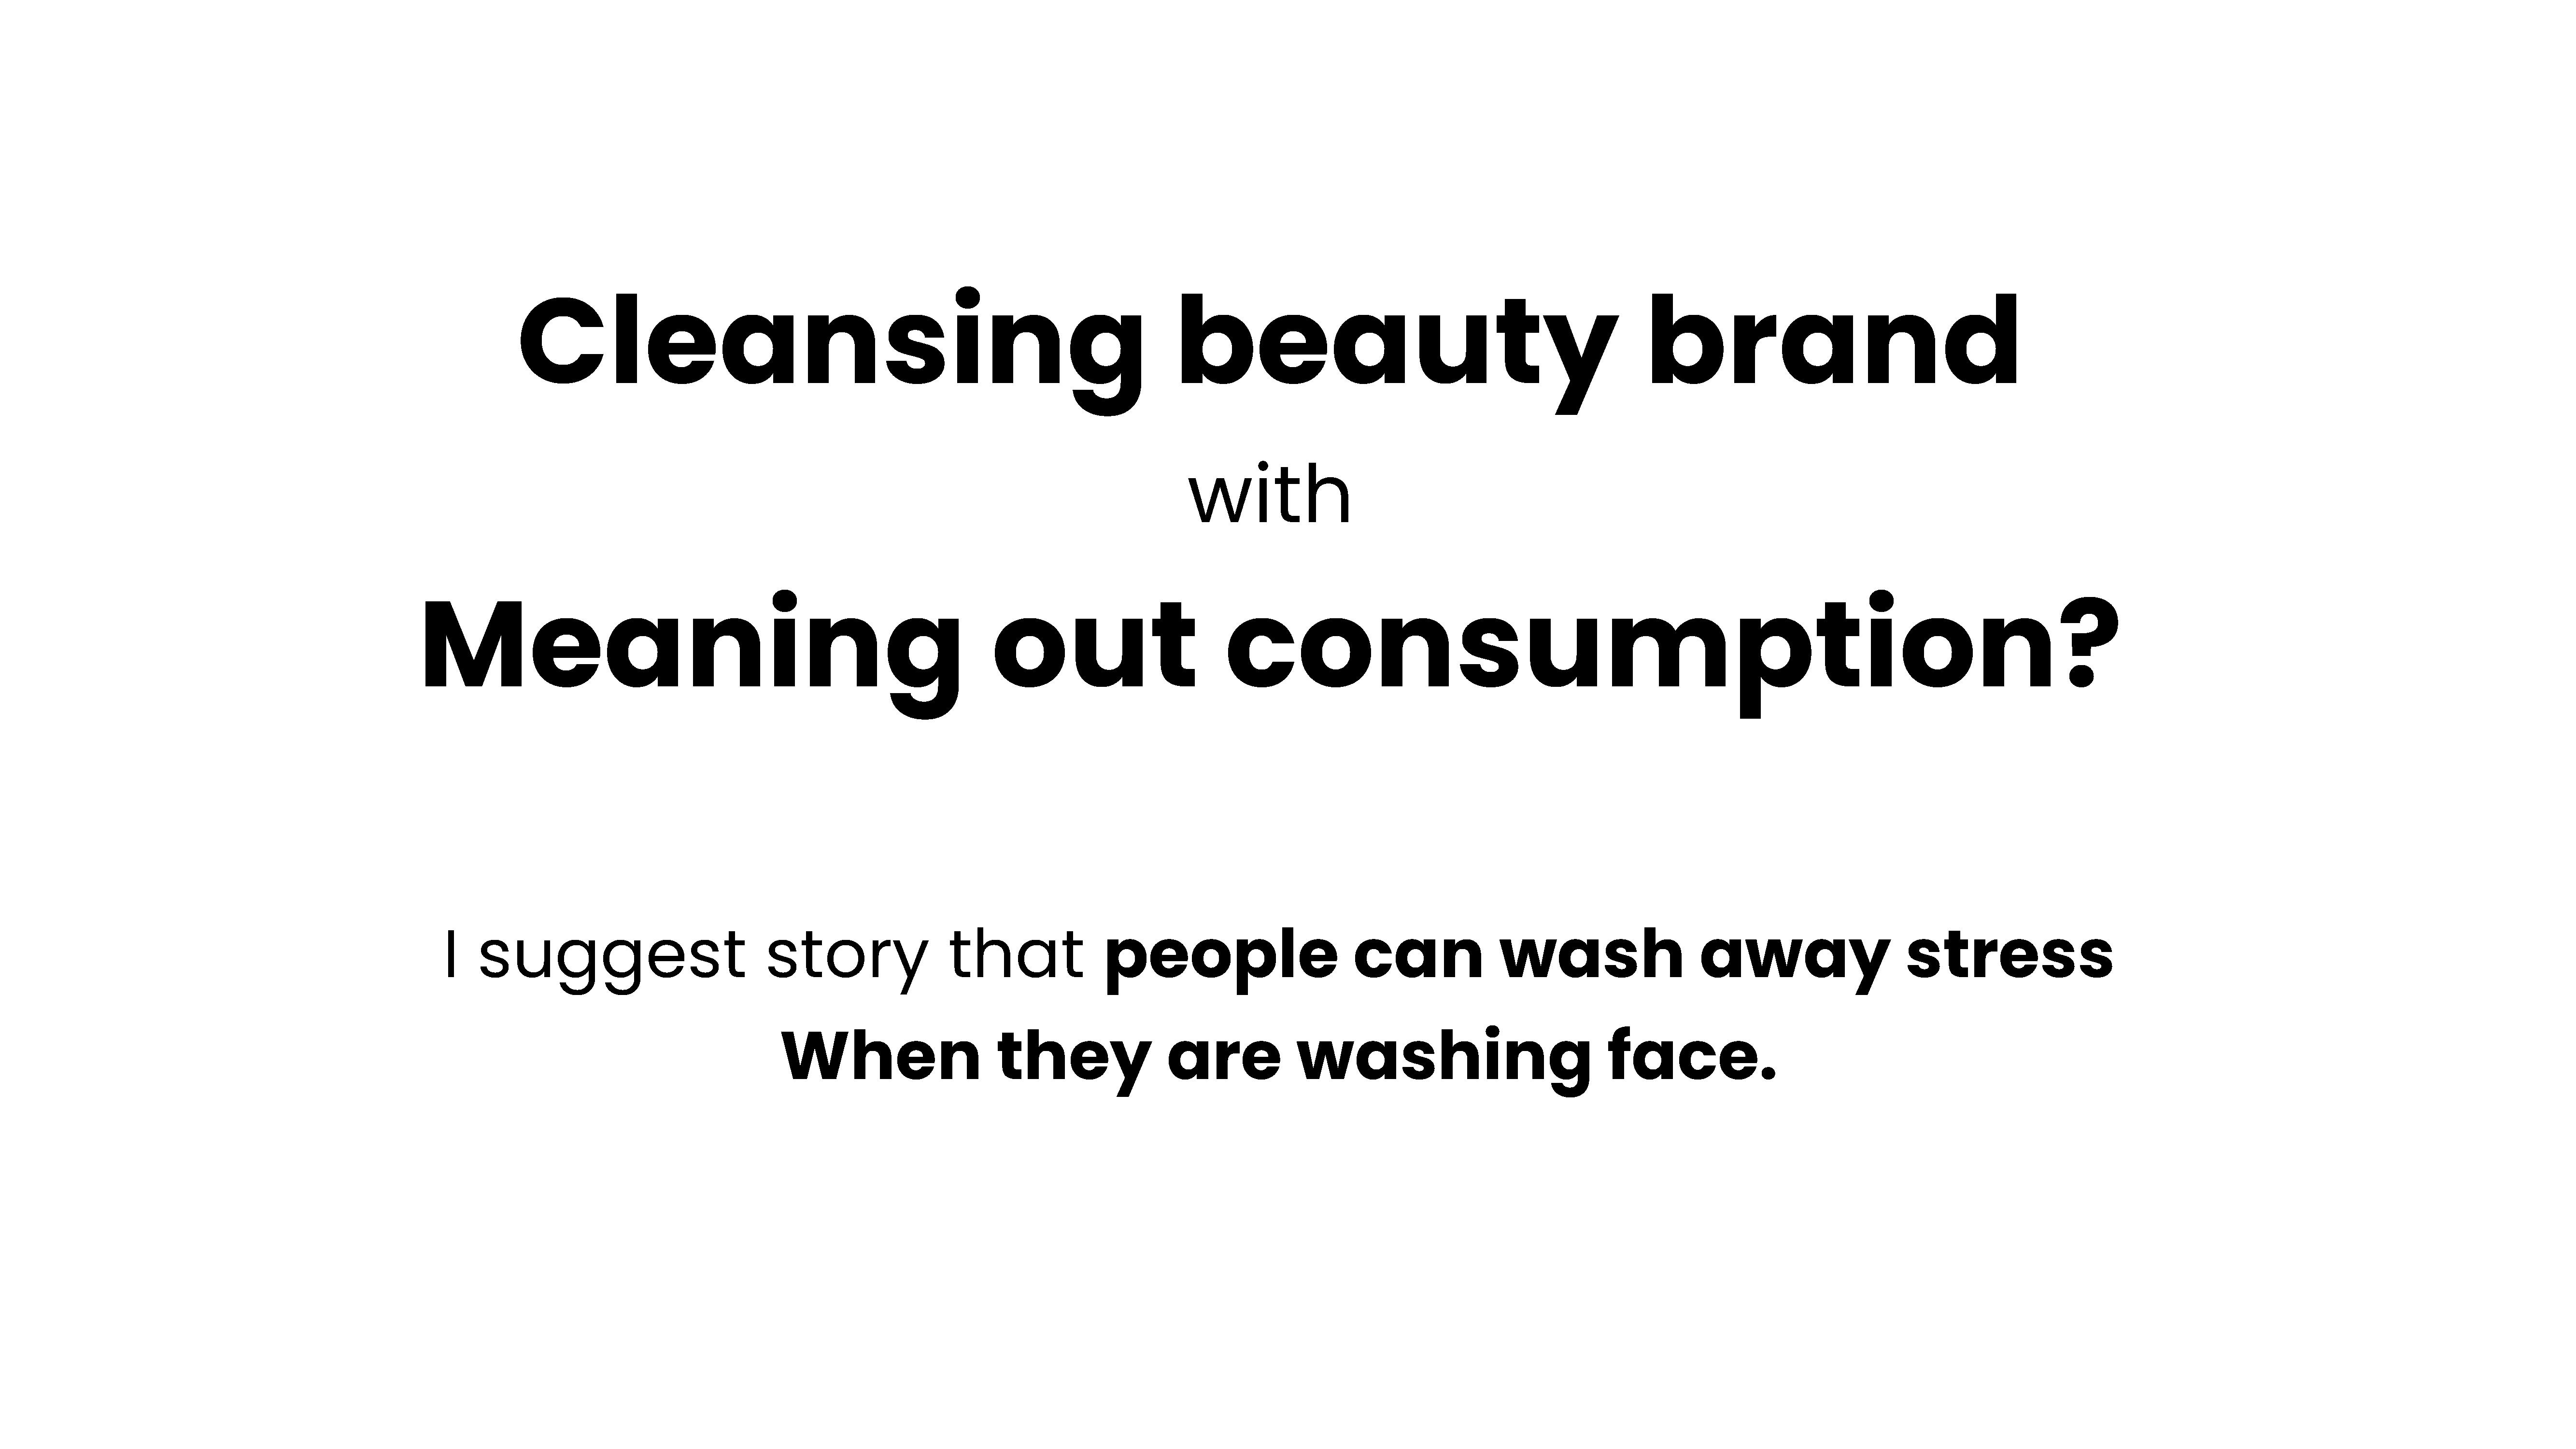 Cleansing beauty brand
with
Meaning out consumption?
I suggest story that people can wash away stress
When they are washing face.